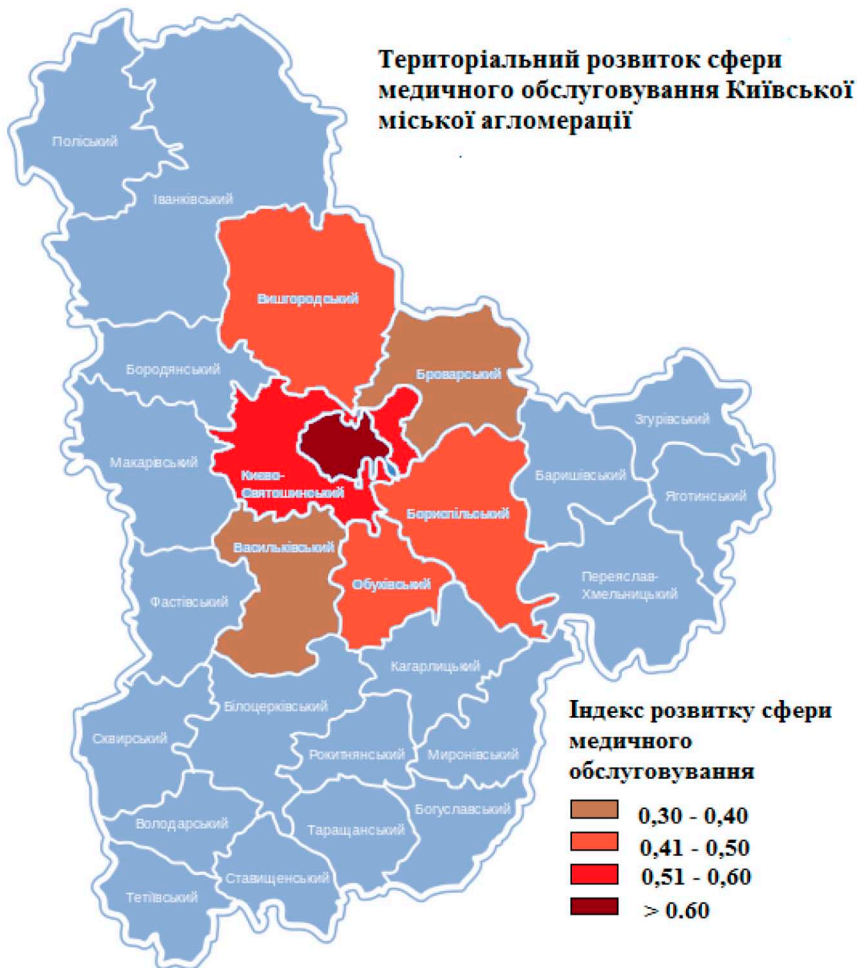 Територіальний розвиток сфери
медичного обслуговування Київської
міської агломерації
Поліський
Іванківський
Вишгородський
Бородянський
Броварський
Згурівський
Макарівський
Києво-
Святошинський
Баришівський
Яготинський
Бориспільський
Васильківський
Обухівський
Переяслав-
Хмельницький
Фастівський
Кагарлицький
Білоцерківський
Сквирський
Рокитнянський
Миронівський
Володарський
Таращанський
Богуславський
Ставищенський
Тетіївський
Індекс розвитку сфери
медичного
обслуговування
0,30 - 0,40
0,41 - 0,50
0,51 - 0,60
> 0.60